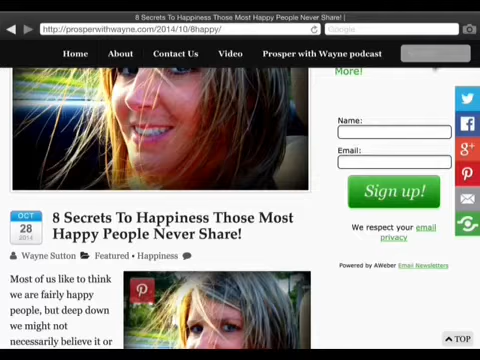 8 Secrets To Happiness Those Most Happy People Never Share! |
http://prosperwithwayne.com/2014/10/8happy/
Google
Home About Contact Us Video Prosper with Wayne podcast
More!
Name:
Email:
Sign up!
We respect your email
privacy
Powered by AWeber Email Newsletters
OCT
28
2014
8 Secrets To Happiness Those Most
Happy People Never Share!
Wayne Sutton Featured • Happiness
Most of us like to think
we are fairly happy
people, but deep down
we might not
necessarily believe it or
TOP